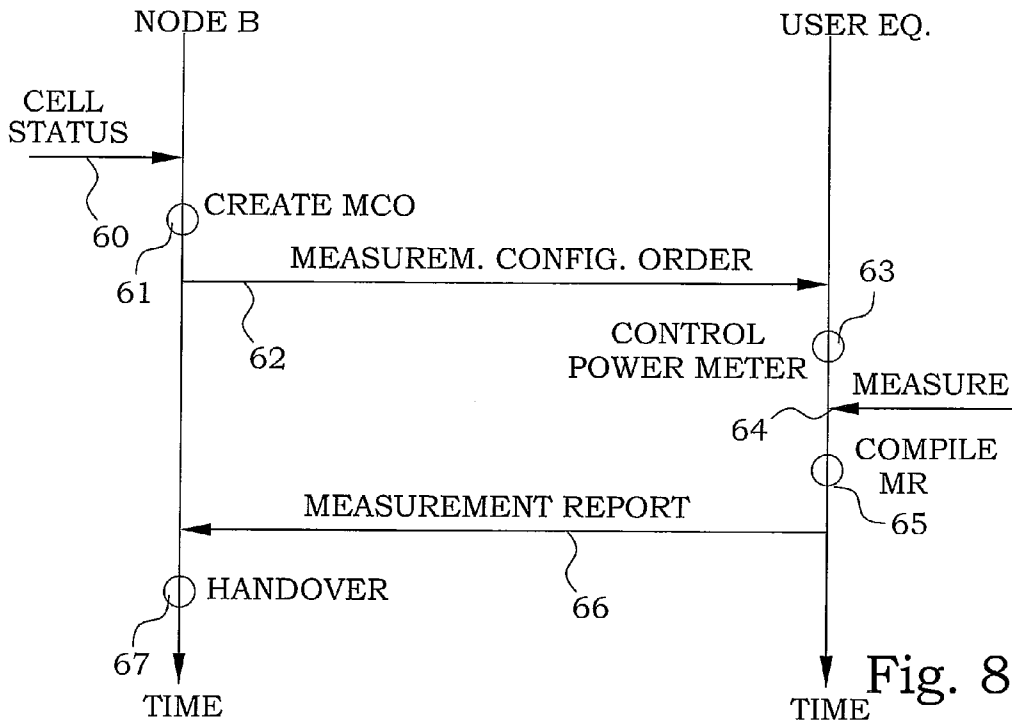 NODE B
USER EQ.
CELL
STATUS
60
CREATE MCO
61
MEASUREM. CONFIG. ORDER
62
63
CONTROL
POWER METER
MEASURE
64
COMPILE
MR
65
MEASUREMENT REPORT
66
HANDOVER
67
TIME
TIME
Fig. 8